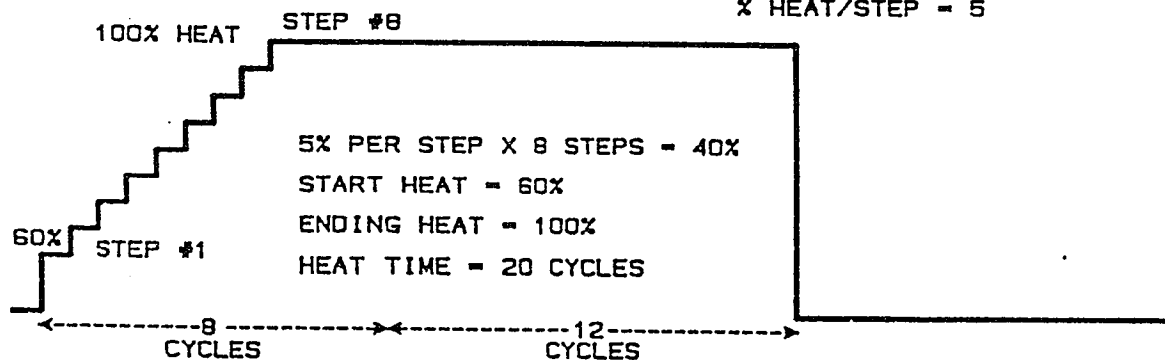 % HEAT/STEP = 5
STEP #8
100% HEAT
5% PER STEP X 8 STEPS = 40%
START HEAT = 60%
60%
ENDING HEAT = 100%
STEP #1
HEAT TIME = 20 CYCLES
8
12
CYCLES
CYCLES